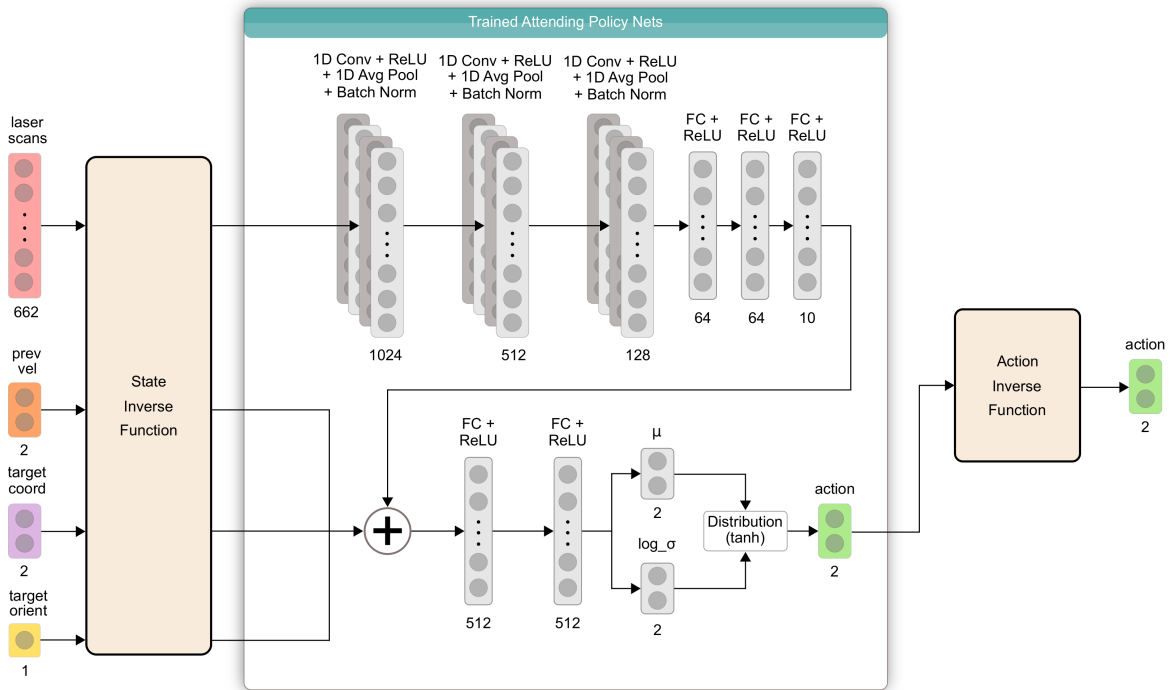 Trained Attending Policy Nets
1D Conv + ReLU
+ 1D Avg Pool
+ Batch Norm
1D Conv + ReLU
+ 1D Avg Pool
+ Batch Norm
1D Conv + ReLU
+ 1D Avg Pool
+ Batch Norm
FC +
ReLU
FC +
ReLU
FC +
ReLU
laser
scans
662
1024
512
128
64
64
10
prev
vel
2
target
coord
2
target
orient
1
State
Inverse
Function
FC +
ReLU
512
FC +
ReLU
512
μ
2
log_σ
2
Distribution
(tanh)
action
2
Action
Inverse
Function
action
2